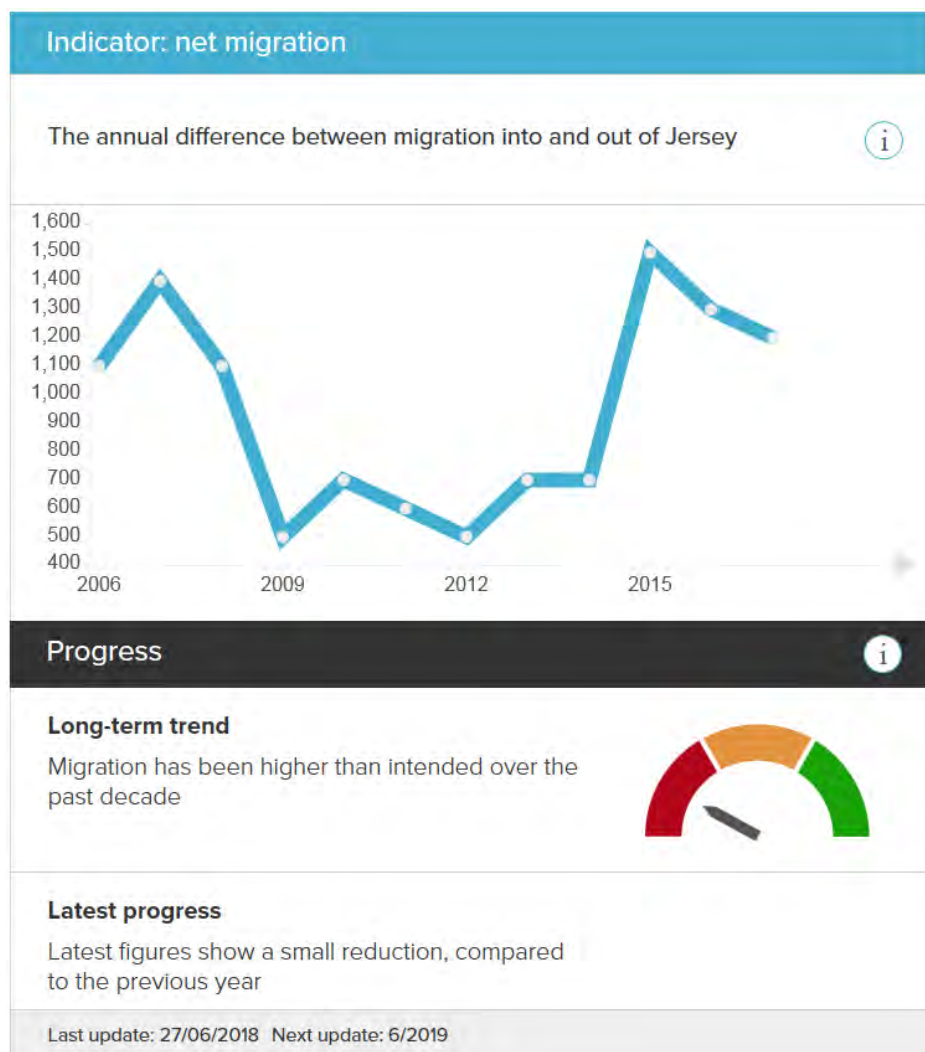 Indicator: net migration
The annual difference between migration into and out of Jersey
i
1,600
1,500
1,400
1,300
1,200
1,100
1,000
900
800
700
600
500
400
2006 2009 2012 2015
Progress
i
Long-term trend
Migration has been higher than intended over the
past decade
Latest progress
Latest figures show a small reduction, compared
to the previous year
Last update: 27/06/2018 Next update: 6/2019